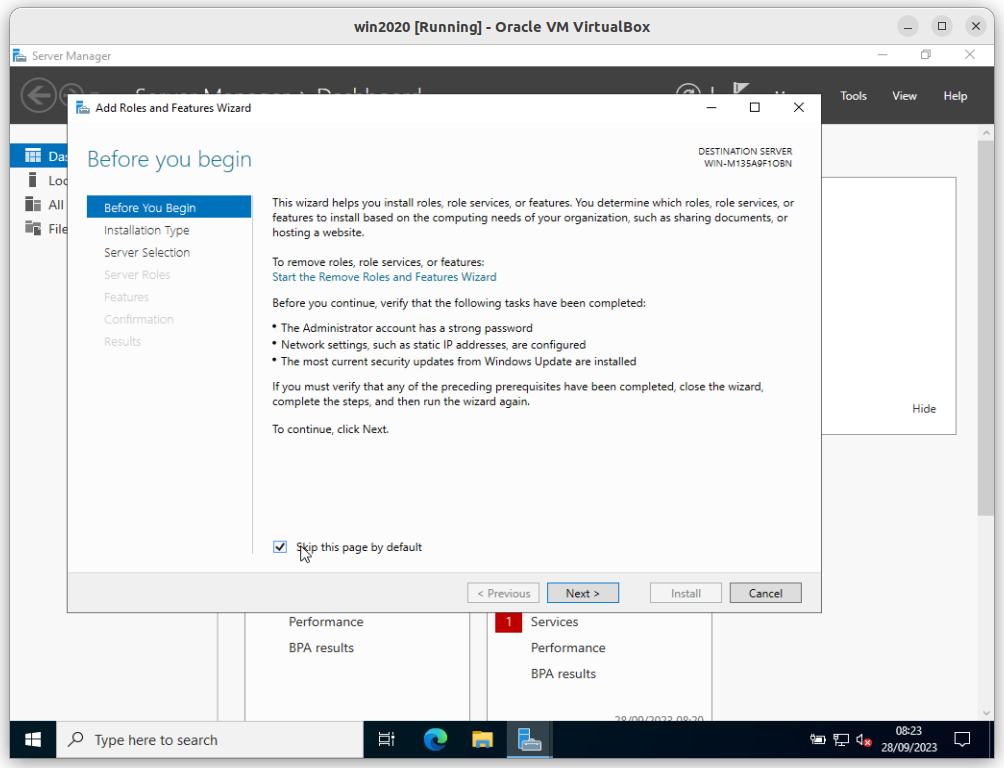 win2020 [Running] - Oracle VM VirtualBox
Server Manager
Tools View Help
Add Roles and Features Wizard
Before you begin
DESTINATION SERVER
WIN-M135A9F1OBN
Before You Begin
Installation Type
Server Selection
Server Roles
Features
Confirmation
Results
This wizard helps you install roles, role services, or features. You determine which roles, role services, or
features to install based on the computing needs of your organization, such as sharing documents, or
hosting a website.
To remove roles, role services, or features:
Start the Remove Roles and Features Wizard
Before you continue, verify that the following tasks have been completed:
• The Administrator account has a strong password
• Network settings, such as static IP addresses, are configured
• The most current security updates from Windows Update are installed
If you must verify that any of the preceding prerequisites have been completed, close the wizard,
complete the steps, and then run the wizard again.
To continue, click Next.
Skip this page by default
< Previous Next > Install Cancel
Das
Loc
All
File
Hide
Performance
BPA results
1 Services
Performance
BPA results
28/09/2023 08:20
Type here to search
08:23
28/09/2023